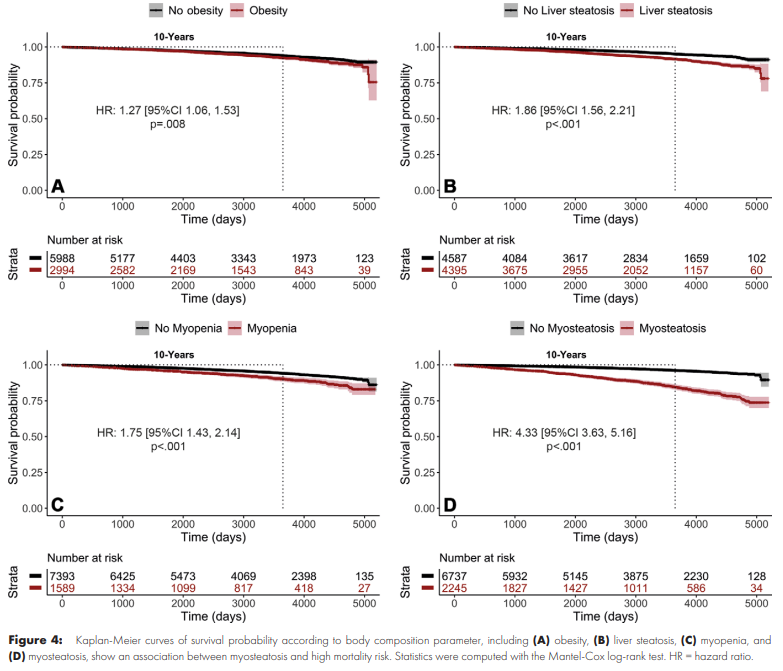 No obesity Obesity
10-Years
Survival probability
1.00
0.75
0.50
0.25
0.00
HR: 1.27 [95%CI 1.06, 1.53]
p=.008
A
0 1000 2000 3000 4000 5000
Time (days)
Number at risk
Strata
5988 5177 4403 3343 1973 123
2994 2582 2169 1543 843 39
0 1000 2000 3000 4000 5000
Time (days)
No Liver steatosis Liver steatosis
10-Years
Survival probability
1.00
0.75
0.50
0.25
0.00
HR: 1.86 [95%CI 1.56, 2.21]
p<.001
B
0 1000 2000 3000 4000 5000
Time (days)
Number at risk
Strata
4587 4084 3617 2834 1659 102
4395 3675 2955 2052 1157 60
0 1000 2000 3000 4000 5000
Time (days)
No Myopenia Myopenia
10-Years
Survival probability
1.00
0.75
0.50
0.25
0.00
HR: 1.75 [95%CI 1.43, 2.14]
p<.001
C
0 1000 2000 3000 4000 5000
Time (days)
Number at risk
Strata
7393 6425 5473 4069 2398 135
1589 1334 1099 817 418 27
0 1000 2000 3000 4000 5000
Time (days)
No Myosteatosis Myosteatosis
10-Years
Survival probability
1.00
0.75
0.50
0.25
0.00
HR: 4.33 [95%CI 3.63, 5.16]
p<.001
D
0 1000 2000 3000 4000 5000
Time (days)
Number at risk
Strata
6737 5932 5145 3875 2230 128
2245 1827 1427 1011 586 34
0 1000 2000 3000 4000 5000
Time (days)
Figure 4: Kaplan-Meier curves of survival probability according to body composition parameter, including (A) obesity, (B) liver steatosis, (C) myopenia, and
(D) myosteatosis, show an association between myosteatosis and high mortality risk. Statistics were computed with the Mantel-Cox log-rank test. HR = hazard ratio.